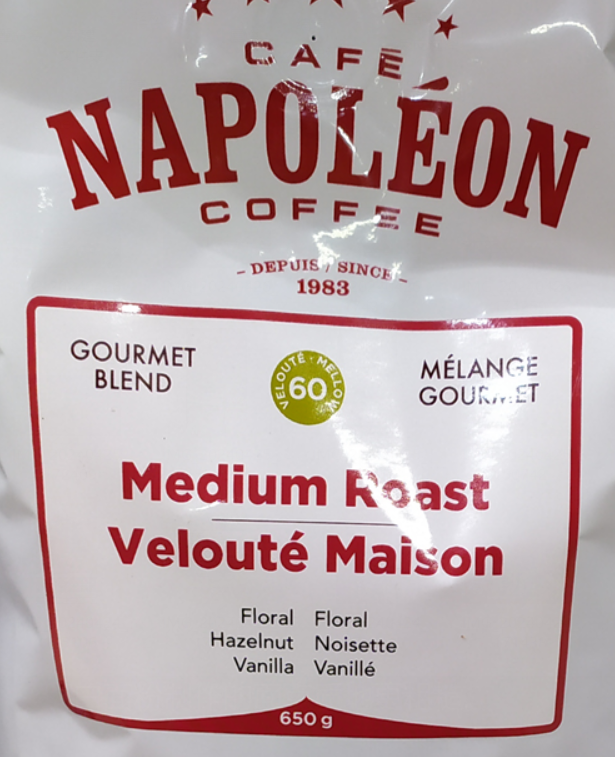 CAFÉ
NAPOLÉON
COFFEE
- DEPUIS / SINCE -
1983
GOURMET
BLEND
VELOUTÉ · MELLOW
60
MÉLANGE
GOURMET
Medium Roast
Velouté Maison
Floral Floral
Hazelnut Noisette
Vanilla Vanillé
650 g